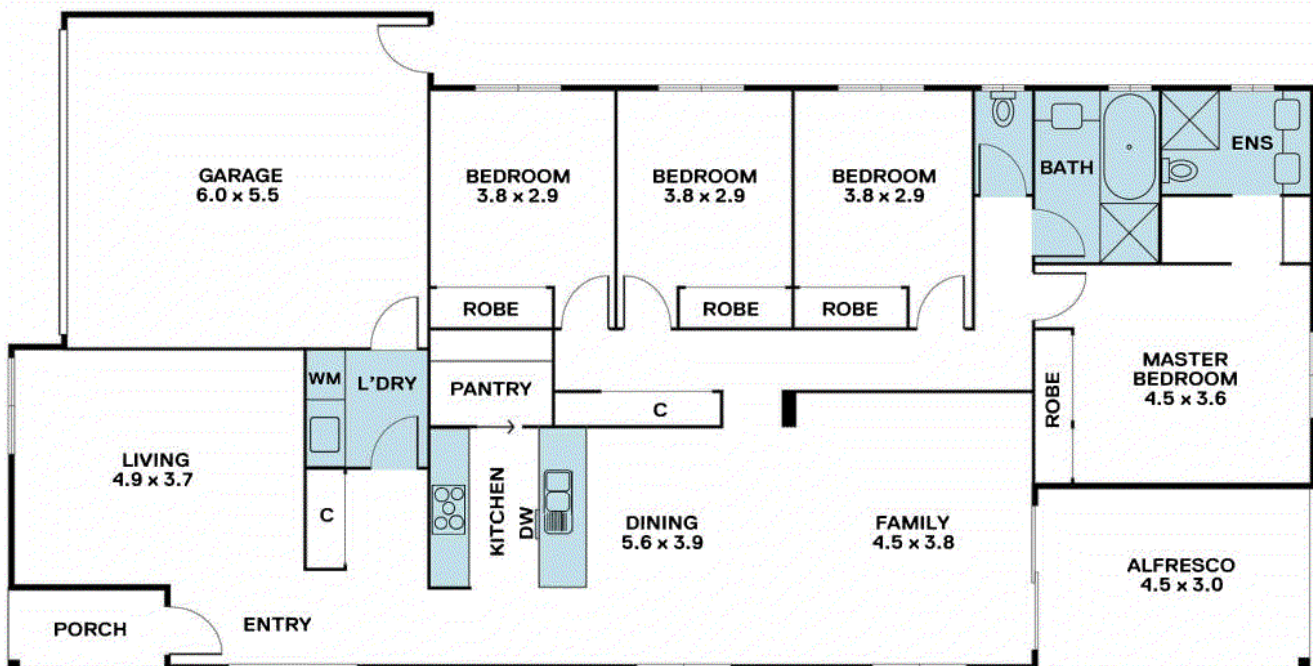 GARAGE
6.0 x 5.5
BEDROOM
3.8 x 2.9
BEDROOM
3.8 x 2.9
BEDROOM
3.8 x 2.9
BATH
ENS
ROBE
ROBE
ROBE
WM
L'DRY
PANTRY
C
MASTER
BEDROOM
4.5 x 3.6
ROBE
LIVING
4.9 x 3.7
C
KITCHEN
DW
DINING
5.6 x 3.9
FAMILY
4.5 x 3.8
ALFRESCO
4.5 x 3.0
PORCH
ENTRY